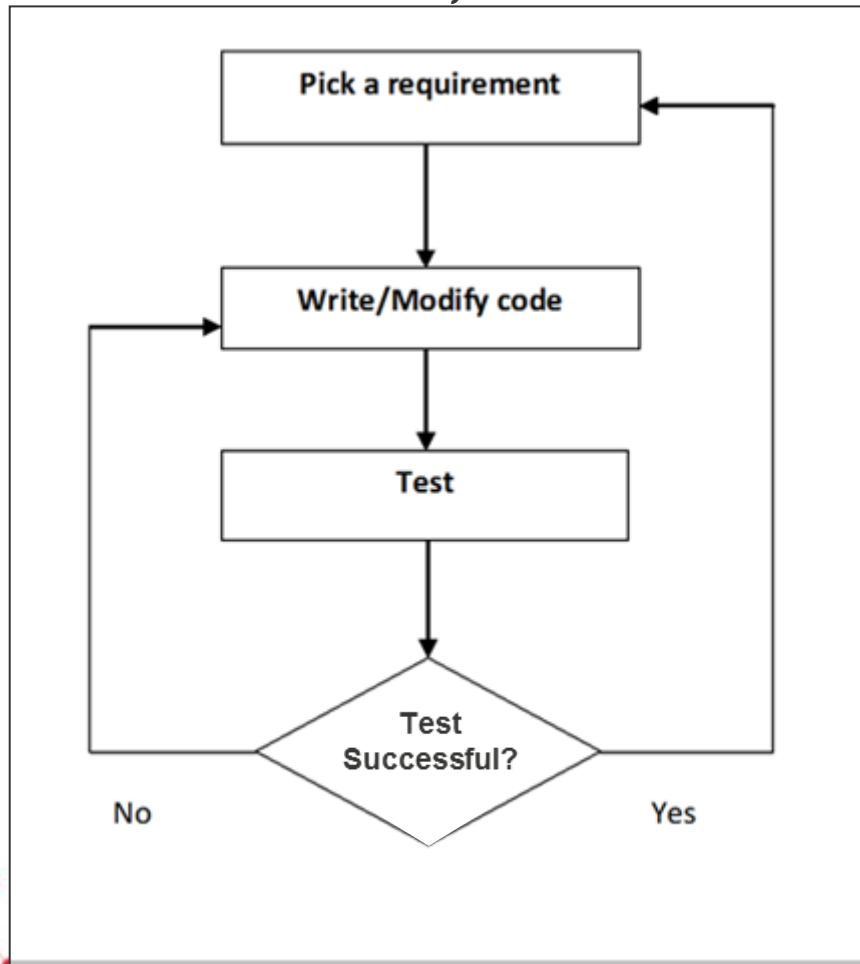 Pick a requirement
Write/Modify code
Test
Test
Successful?
No
Yes